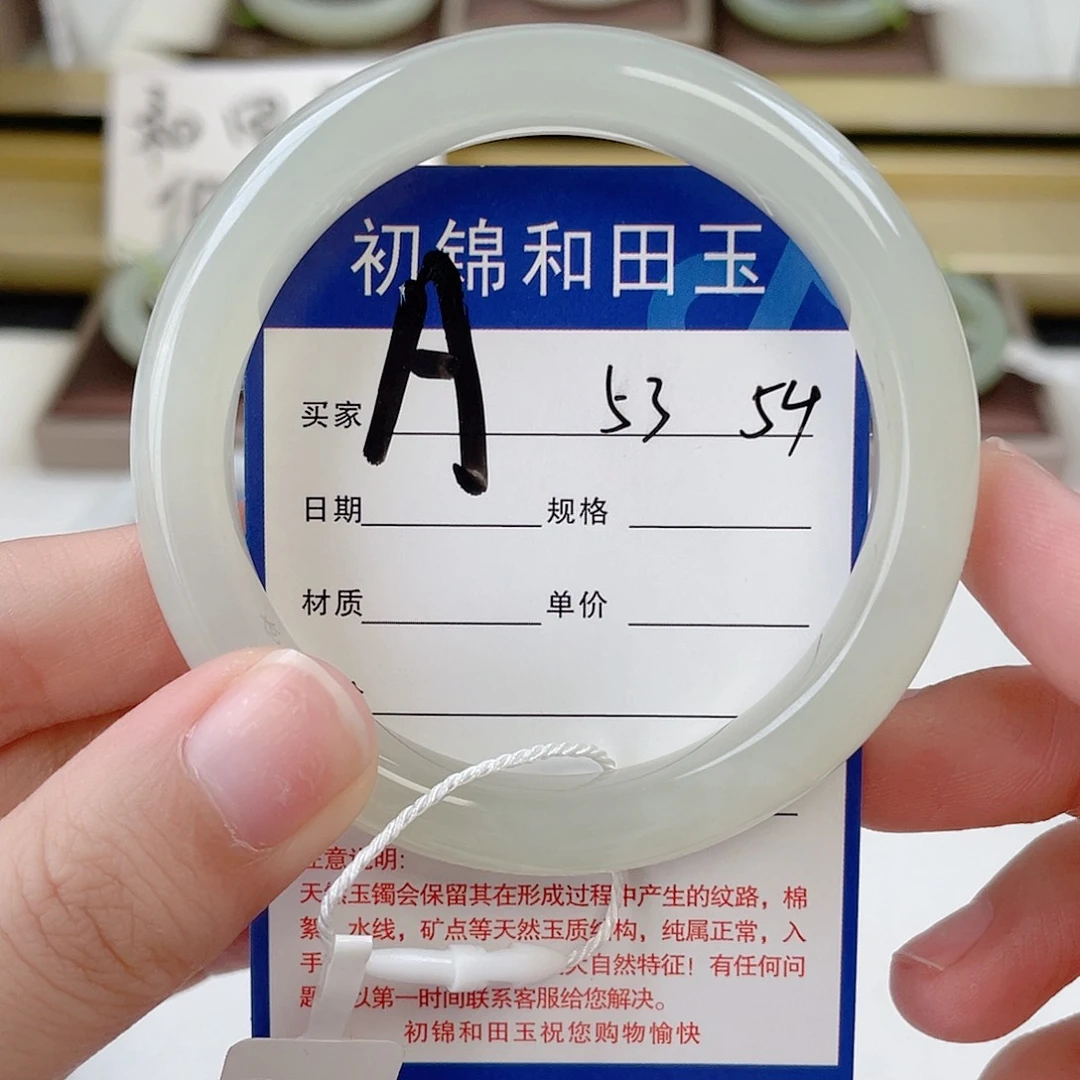 和田
初锦和田玉
A
买家 53 54
日期 规格
材质 单价
注意说明:
天然玉镯会保留其在形成过程中产生的纹路，棉
絮 水线，矿点等天然玉质结构，纯属正常，入
手 大自然特征！有任何问
题 以第一时间联系客服给您解决。
初锦和田玉祝您购物愉快